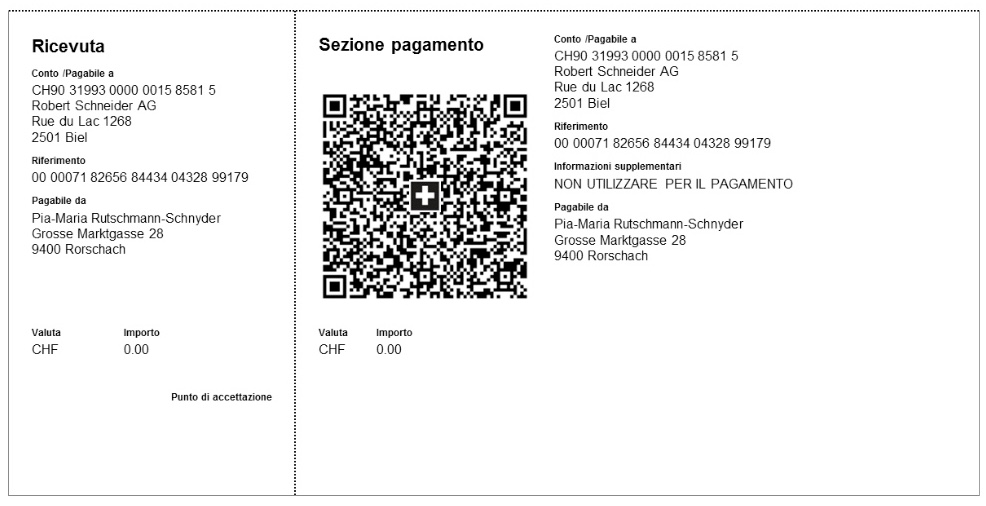 Ricevuta
Conto /Pagabile a
CH90 31993 0000 0015 8581 5
Robert Schneider AG
Rue du Lac 1268
2501 Biel
Riferimento
00 00071 82656 84434 04328 99179
Pagabile da
Pia-Maria Rutschmann-Schnyder
Grosse Marktgasse 28
9400 Rorschach
Valuta Importo
CHF 0.00
Punto di accettazione
Sezione pagamento
Valuta Importo
CHF 0.00
Conto /Pagabile a
CH90 31993 0000 0015 8581 5
Robert Schneider AG
Rue du Lac 1268
2501 Biel
Riferimento
00 00071 82656 84434 04328 99179
Informazioni supplementari
NON UTILIZZARE PER IL PAGAMENTO
Pagabile da
Pia-Maria Rutschmann-Schnyder
Grosse Marktgasse 28
9400 Rorschach